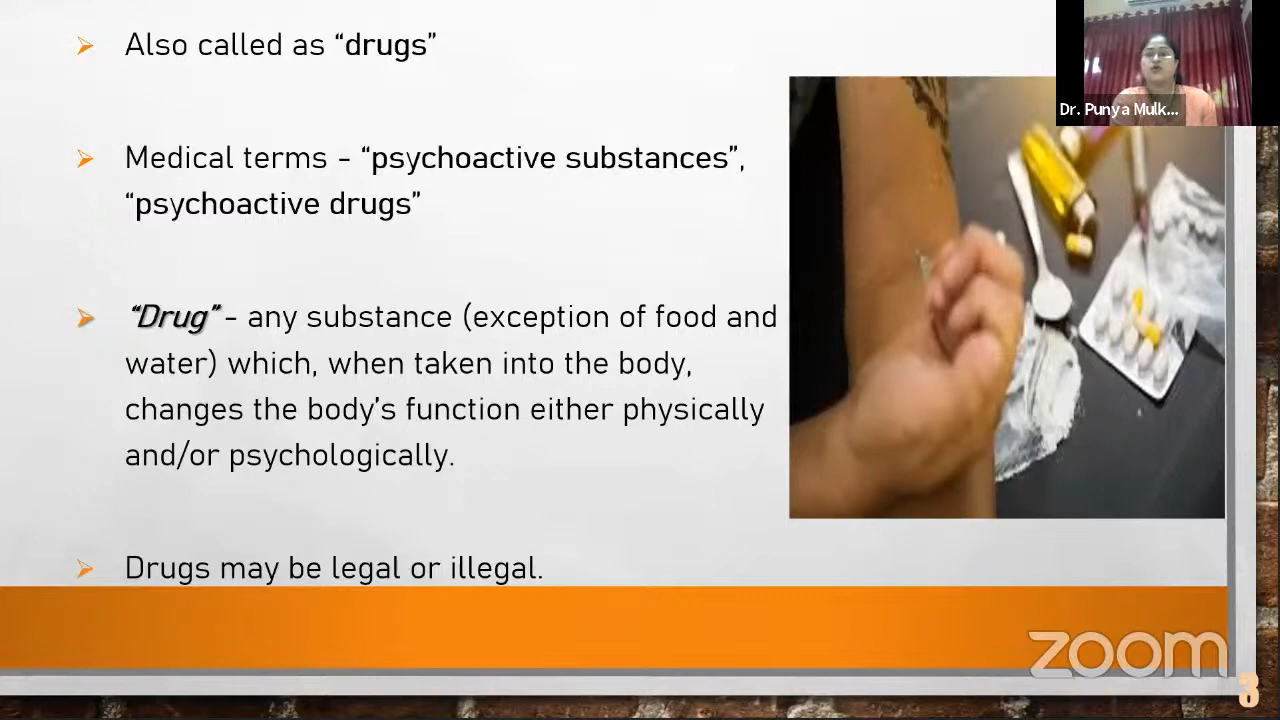 Also called as “drugs”
Dr. Punya Mulk...
Medical terms - “psychoactive substances”,
“psychoactive drugs”
“Drug” - any substance (exception of food and
water) which, when taken into the body,
changes the body’s function either physically
and/or psychologically.
Drugs may be legal or illegal.
zoom
3